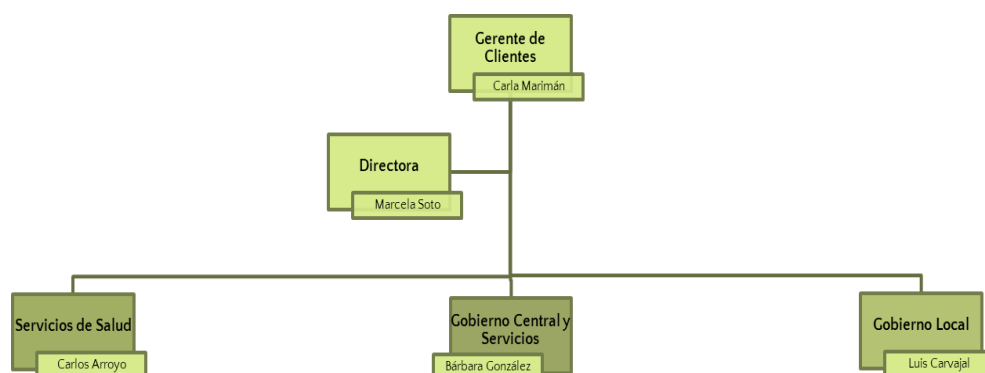 Gerente de
Clientes
Carla Marimán
Directora
Marcela Soto
Servicios de Salud
Carlos Arroyo
Gobierno Central y
Servicios
Bárbara González
Gobierno Local
Luis Carvajal